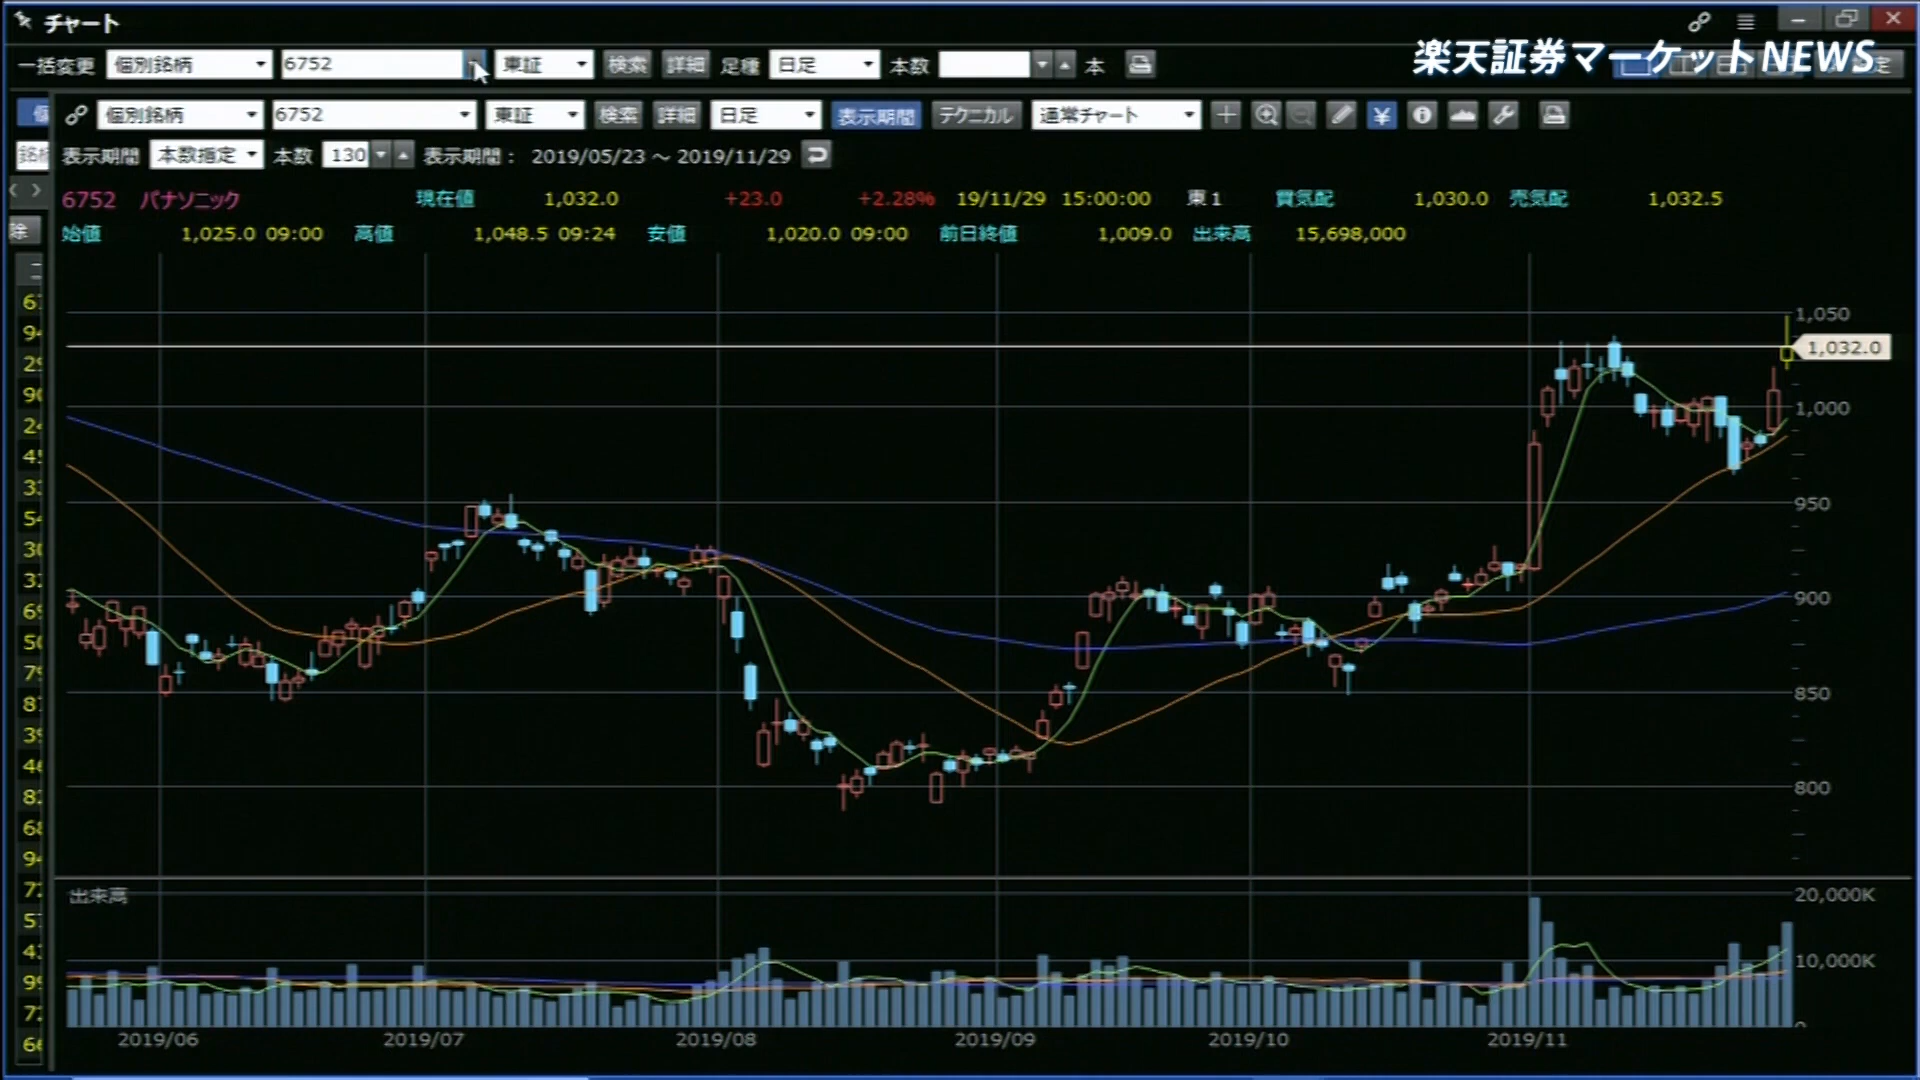 チャート
楽天証券マーケットNEWS
一括変更 個別銘柄 6752 東証 検索 詳細 足種 日足 本数 本
個別銘柄 6752 東証 検索 詳細 日足 表示期間 テクニカル 通常チャート
表示期間 本数指定 本数 130 表示期間： 2019/05/23 ～ 2019/11/29
6752 パナソニック 現在値 1,032.0 +23.0 +2.28% 19/11/29 15:00:00 東1 買気配 1,030.0 売気配 1,032.5
始値 1,025.0 09:00 高値 1,048.5 09:24 安値 1,020.0 09:00 前日終値 1,009.0 出来高 15,698,000
除
1,050
1,032.0
1,000
950
900
850
800
出来高
20,000K
10,000K
0
2019/06 2019/07 2019/08 2019/09 2019/10 2019/11